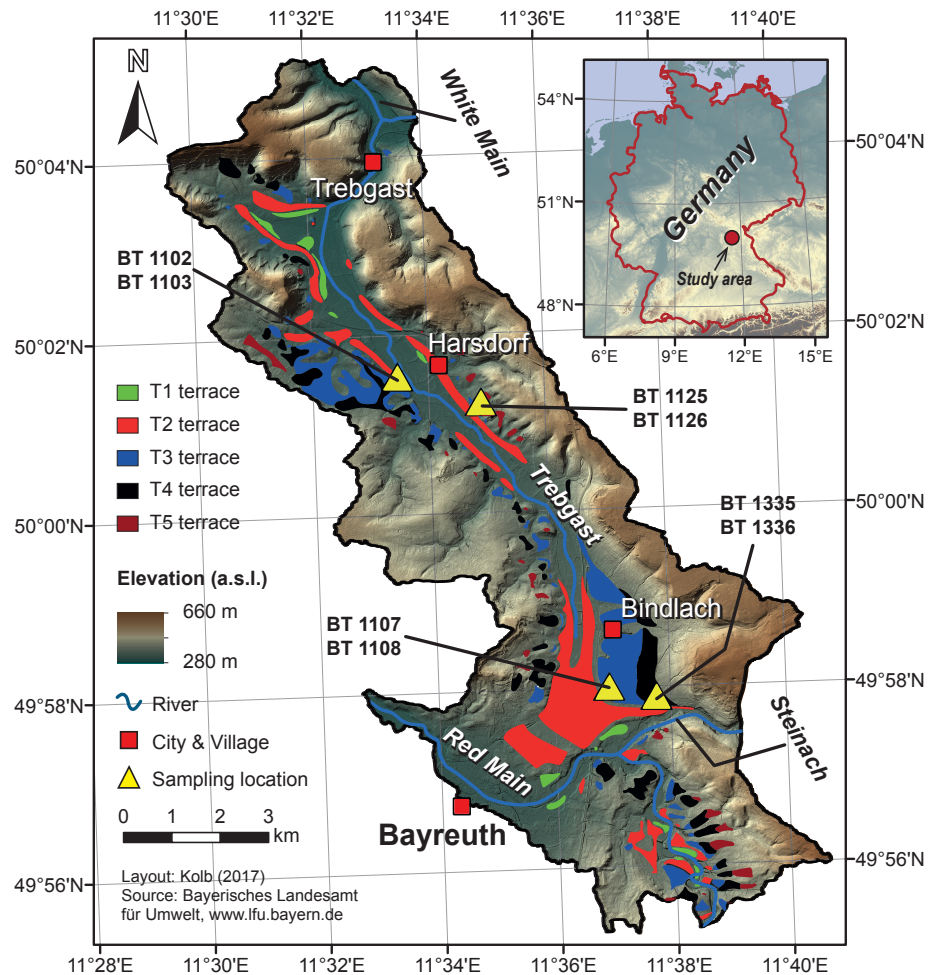 11°30'E
11°32'E
11°34'E
11°36'E
11°38'E
11°40'E
N
White Main
54°N
51°N
48°N
Germany
Study area
6°E
9°E
12°E
15°E
50°04'N
50°04'N
Trebgast
BT 1102
BT 1103
50°02'N
50°02'N
Harsdorf
T1 terrace
T2 terrace
T3 terrace
T4 terrace
T5 terrace
BT 1125
BT 1126
Trebgast
50°00'N
50°00'N
BT 1335
BT 1336
Elevation (a.s.l.)
660 m
280 m
Bindlach
BT 1107
BT 1108
49°58'N
49°58'N
River
City & Village
Sampling location
Steinach
Red Main
0 1 2 3
km
Bayreuth
Layout: Kolb (2017)
Source: Bayerisches Landesamt
für Umwelt, www.lfu.bayern.de
49°56'N
49°56'N
11°28'E
11°30'E
11°32'E
11°34'E
11°36'E
11°38'E
11°40'E